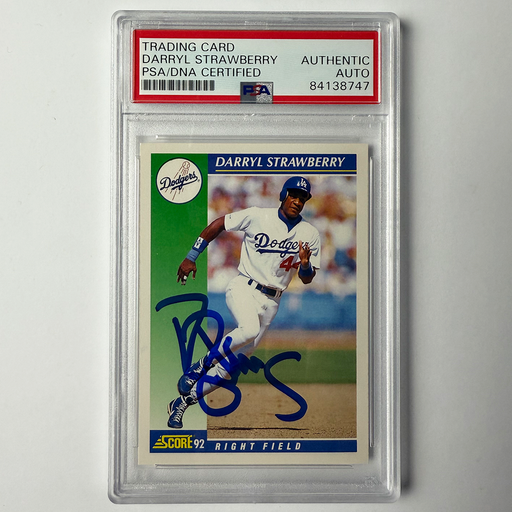 TRADING CARD
DARRYL STRAWBERRY AUTHENTIC
PSA/DNA CERTIFIED AUTO
84138747
PSA
DARRYL STRAWBERRY
Dodgers
LA
Dodgers
44
SCORE 92
RIGHT FIELD